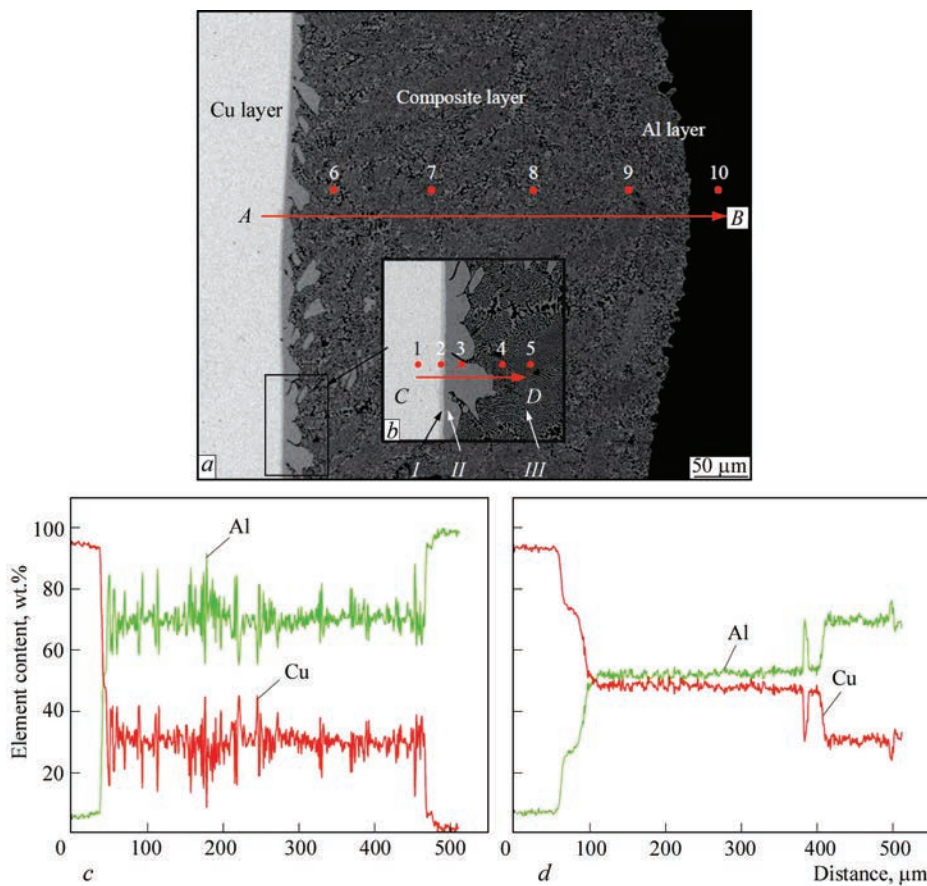 Cu layer
Composite layer
Al layer
6 7 8 9 10
A B
1 2 3 4 5
C D
b
a I II III 50 µm
100
80
60
40
20
0 100 200 300 400 500
Element content, wt.%
Al
Cu
c
Al
Cu
0 100 200 300 400 500
d Distance, µm